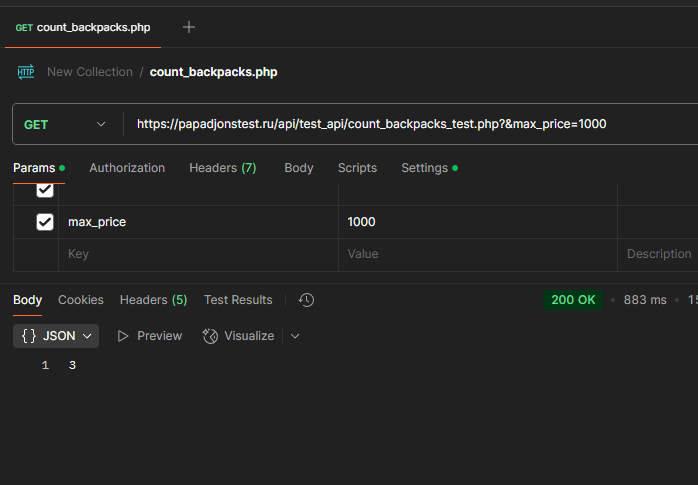 GET count_backpacks.php
HTTP New Collection / count_backpacks.php
GET https://papadjonstest.ru/api/test_api/count_backpacks_test.php?&max_price=1000
Params Authorization Headers (7) Body Scripts Settings
max_price 1000
Key Value Description
Body Cookies Headers (5) Test Results 200 OK 883 ms
{ } JSON Preview Visualize
1 3